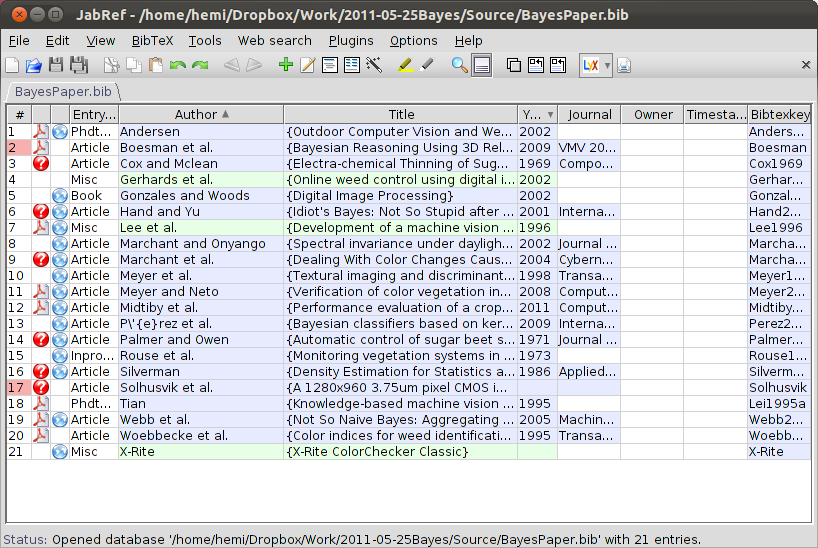 JabRef - /home/hemi/Dropbox/Work/2011-05-25Bayes/Source/BayesPaper.bib
File Edit View BibTeX Tools Web search Plugins Options Help
LYX
BayesPaper.bib
# Entry... Author Title Y... Journal Owner Timesta... Bibtexkey
1 Phdt... Andersen {Outdoor Computer Vision and We... 2002 Anders...
2 Article Boesman et al. {Bayesian Reasoning Using 3D Rel... 2009 VMV 20... Boesman
3 ? Article Cox and Mclean {Electra-chemical Thinning of Sug... 1969 Compo... Cox1969
4 Misc Gerhards et al. {Online weed control using digital i... 2002 Gerhar...
5 Book Gonzales and Woods {Digital Image Processing} 2002 Gonzal...
6 ? Article Hand and Yu {Idiot's Bayes: Not So Stupid after ... 2001 Interna... Hand2...
7 Misc Lee et al. {Development of a machine vision ... 1996 Lee1996
8 Article Marchant and Onyango {Spectral invariance under dayligh... 2002 Journal ... Marcha...
9 ? Article Marchant et al. {Dealing With Color Changes Caus... 2004 Cybern... Marcha...
10 Article Meyer et al. {Textural imaging and discriminant... 1998 Transa... Meyer1...
11 Article Meyer and Neto {Verification of color vegetation in... 2008 Comput... Meyer2...
12 Article Midtiby et al. {Performance evaluation of a crop... 2011 Comput... Midtiby...
13 Article P\'{e}rez et al. {Bayesian classifiers based on ker... 2009 Interna... Perez2...
14 ? Article Palmer and Owen {Automatic control of sugar beet s... 1971 Journal ... Palmer...
15 Inpro... Rouse et al. {Monitoring vegetation systems in ... 1973 Rouse1...
16 ? Article Silverman {Density Estimation for Statistics a... 1986 Applied... Silverm...
17 ? Article Solhusvik et al. {A 1280x960 3.75um pixel CMOS i... Solhusvik
18 Phdt... Tian {Knowledge-based machine vision ... 1995 Lei1995a
19 Article Webb et al. {Not So Naive Bayes: Aggregating ... 2005 Machin... Webb2...
20 Article Woebbecke et al. {Color indices for weed identificati... 1995 Transa... Woebb...
21 Misc X-Rite {X-Rite ColorChecker Classic} X-Rite
Status: Opened database '/home/hemi/Dropbox/Work/2011-05-25Bayes/Source/BayesPaper.bib' with 21 entries.